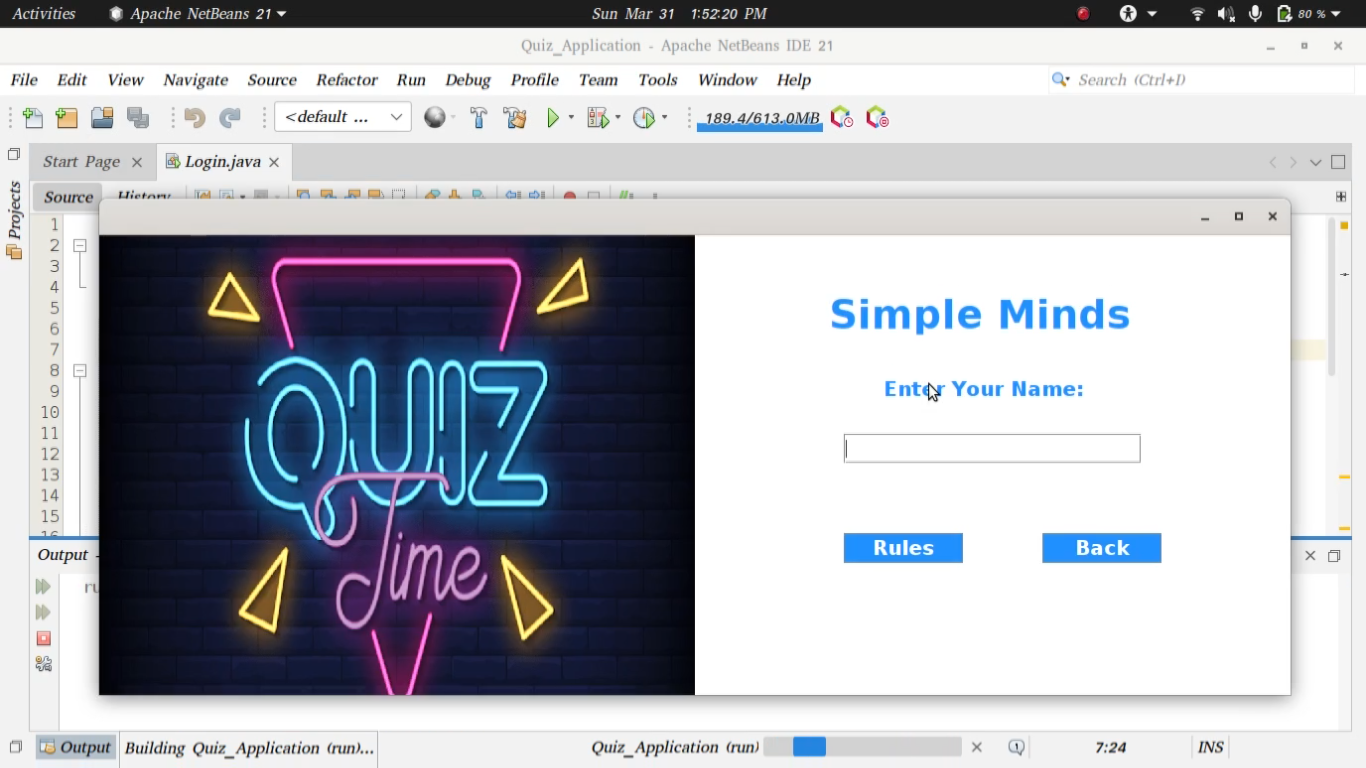 Activities Apache NetBeans 21 Sun Mar 31 1:52:20 PM 80 %
Quiz_Application - Apache NetBeans IDE 21
File Edit View Navigate Source Refactor Run Debug Profile Team Tools Window Help Search (Ctrl+I)
<default ... 189.4/613.0MB
Start Page Login.java
Projects
Source History
1
2
3
4
5
6
7
8
9
10
11
12
13
14
15
16
QUIZ
Time
Simple Minds
Enter Your Name:
Rules Back
Output -
ru
Output Building Quiz_Application (run)... Quiz_Application (run) 7:24 INS